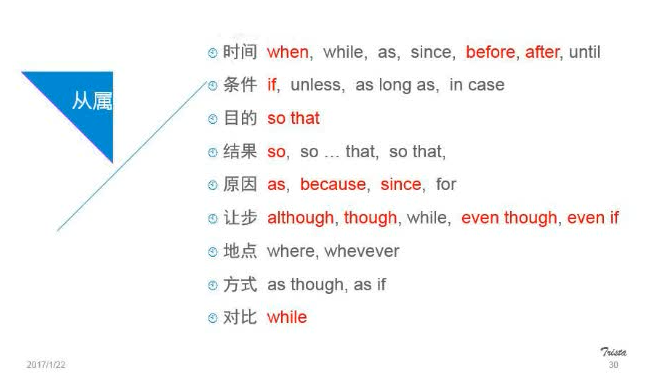 时间 when, while, as, since, before, after, until
条件 if, unless, as long as, in case
从属
目的 so that
结果 so, so … that, so that,
原因 as, because, since, for
让步 although, though, while, even though, even if
地点 where, whevever
方式 as though, as if
对比 while
Trista
2017/1/22
30